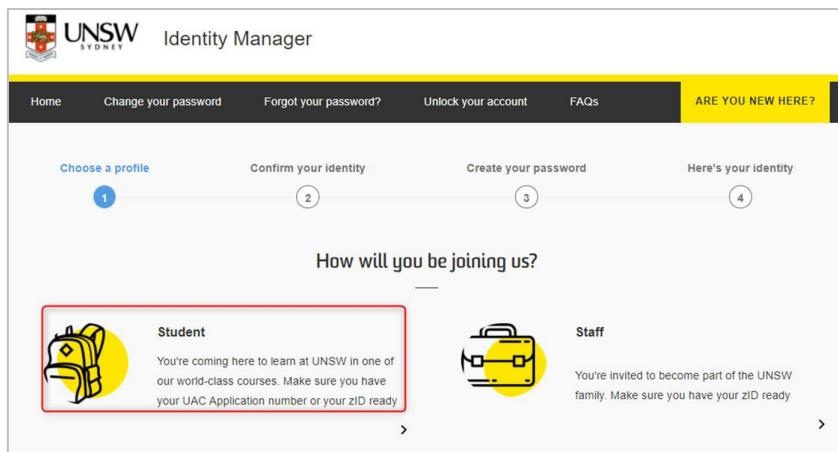 UNSW
SYDNEY
Identity Manager
Home Change your password Forgot your password? Unlock your account FAQs ARE YOU NEW HERE?
Choose a profile Confirm your identity Create your password Here's your identity
1 2 3 4
How will you be joining us?
Student
You're coming here to learn at UNSW in one of
our world-class courses. Make sure you have
your UAC Application number or your zID ready
Staff
You're invited to become part of the UNSW
family. Make sure you have your zID ready